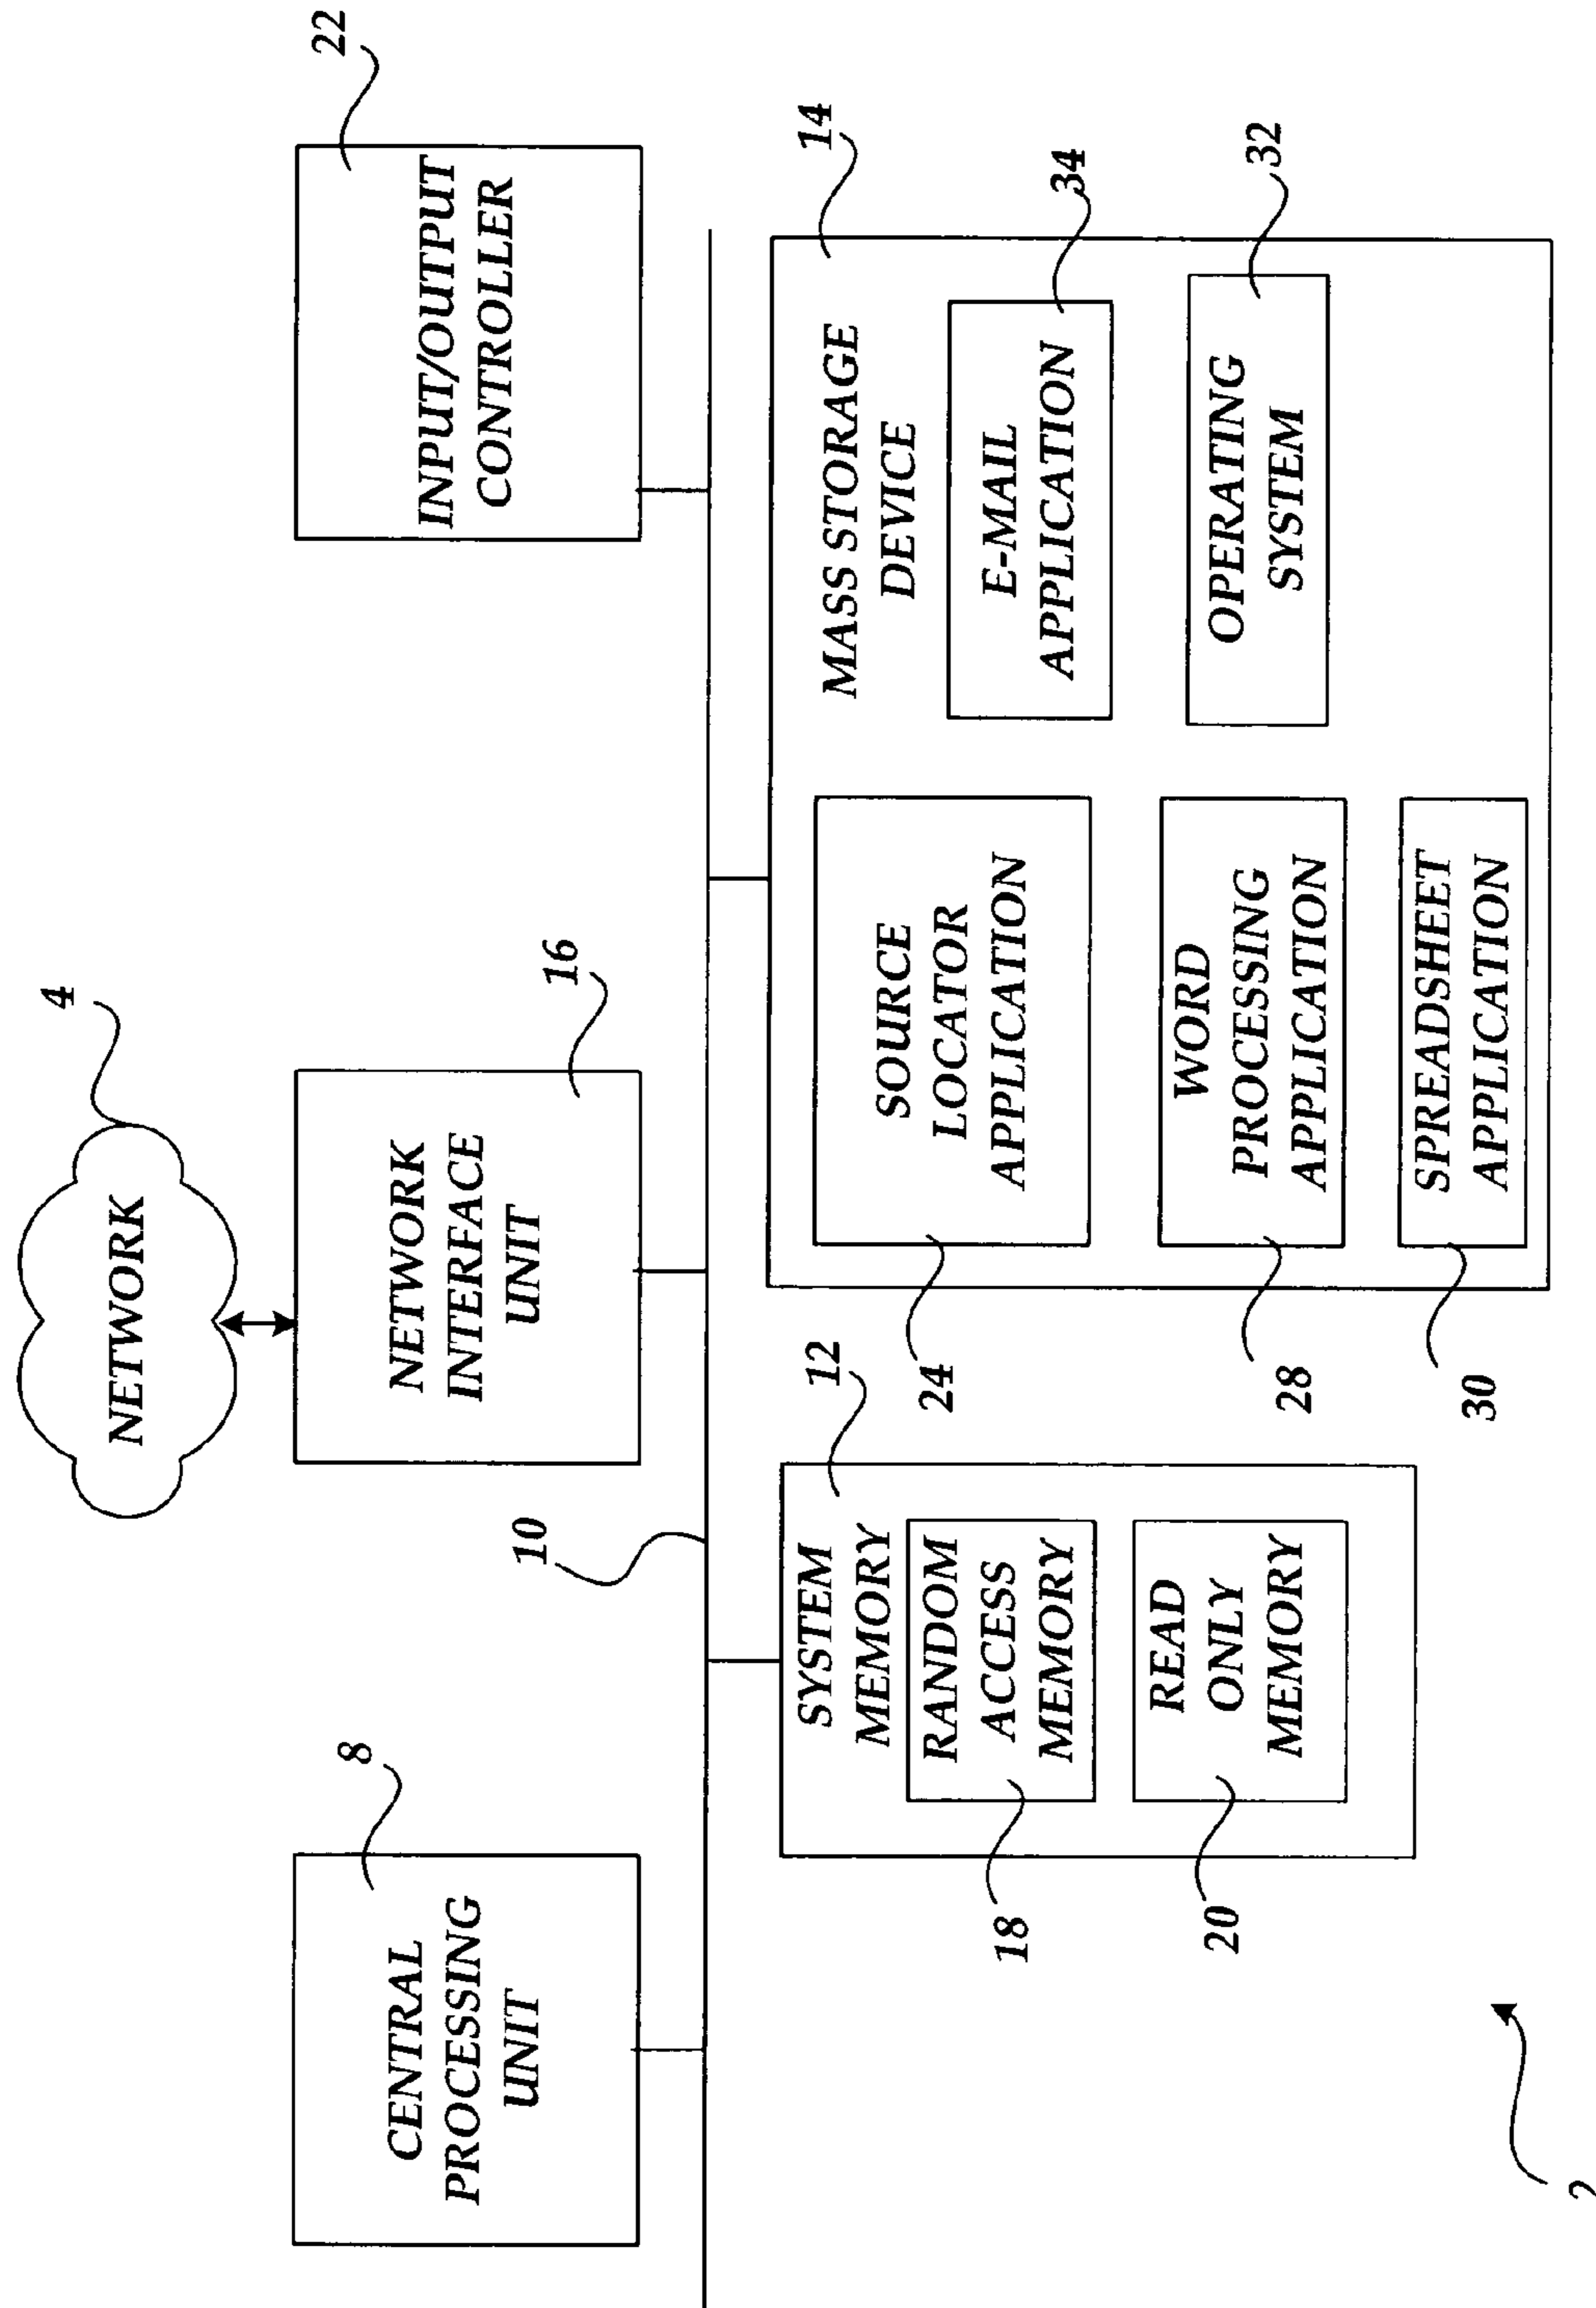 NETWORK
4
CENTRAL
PROCESSING
UNIT
8
NETWORK
INTERFACE
UNIT
16
INPUT/OUTPUT
CONTROLLER
22
10
SYSTEM
MEMORY
12
RANDOM
ACCESS
MEMORY
18
READ
ONLY
MEMORY
20
MASS STORAGE
DEVICE
14
SOURCE
LOCATOR
APPLICATION
24
E-MAIL
APPLICATION
34
WORD
PROCESSING
APPLICATION
28
OPERATING
SYSTEM
32
SPREADSHEET
APPLICATION
30
2